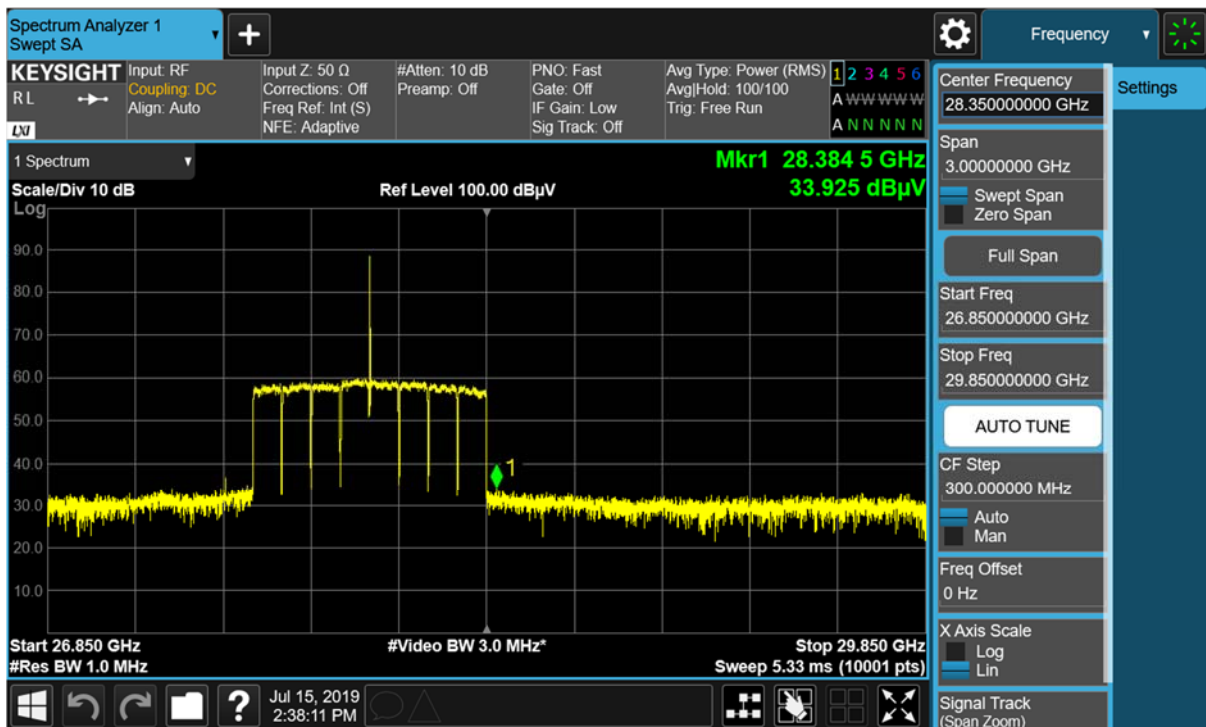 Spectrum Analyzer 1
Swept SA
Frequency
KEYSIGHT
R L
LXI
Input: RF
Coupling: DC
Align: Auto
Input Z: 50 Ω
Corrections: Off
Freq Ref: Int (S)
NFE: Adaptive
#Atten: 10 dB
Preamp: Off
PNO: Fast
Gate: Off
IF Gain: Low
Sig Track: Off
Avg Type: Power (RMS)
Avg|Hold: 100/100
Trig: Free Run
1 2 3 4 5 6
A W W W W W
A N N N N N
1 Spectrum
Mkr1 28.384 5 GHz
33.925 dBµV
Scale/Div 10 dB
Ref Level 100.00 dBµV
Log
90.0
80.0
70.0
60.0
50.0
40.0
30.0
20.0
10.0
1
Start 26.850 GHz
#Video BW 3.0 MHz*
Stop 29.850 GHz
#Res BW 1.0 MHz
Sweep 5.33 ms (10001 pts)
?
Jul 15, 2019
2:38:11 PM
Center Frequency
28.350000000 GHz
Settings
Span
3.00000000 GHz
Swept Span
Zero Span
Full Span
Start Freq
26.850000000 GHz
Stop Freq
29.850000000 GHz
AUTO TUNE
CF Step
300.000000 MHz
Auto
Man
Freq Offset
0 Hz
X Axis Scale
Log
Lin
Signal Track
(Span Zoom)